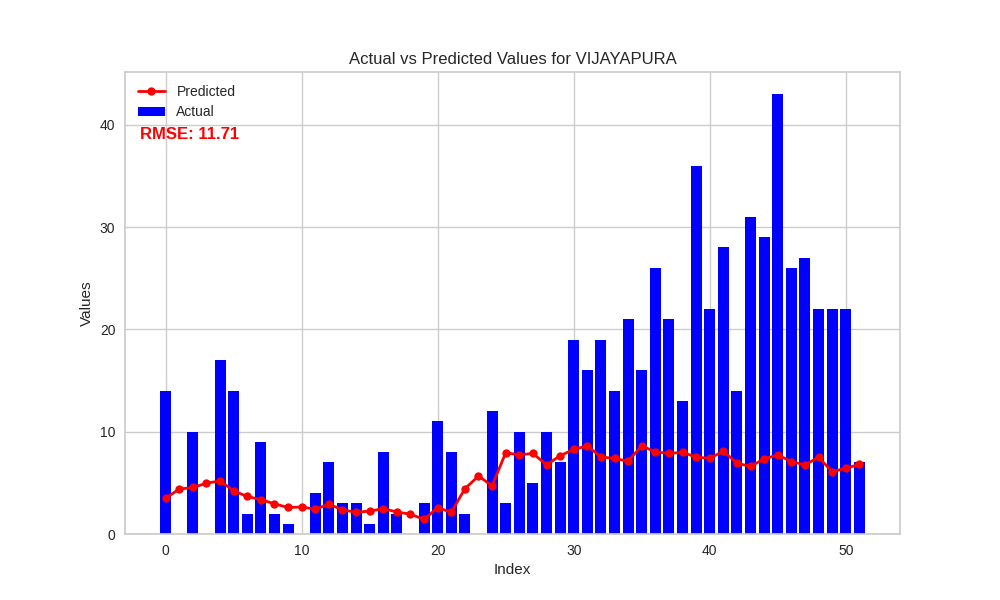 Actual vs Predicted Values for VIJAYAPURA
Predicted
Actual
RMSE: 11.71
40
30
20
10
0
Values
0 10 20 30 40 50
Index